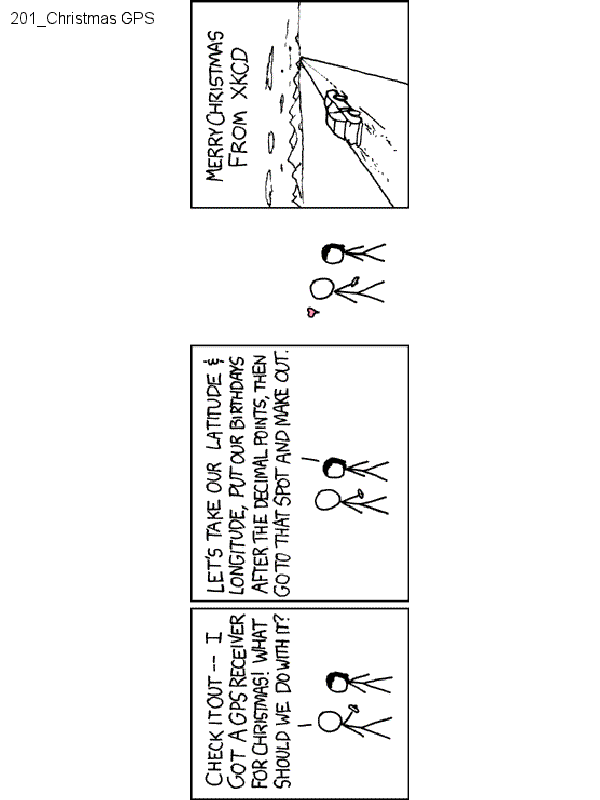 201_Christmas GPS
CHECK IT OUT -- I
GOT A GPS RECEIVER
FOR CHRISTMAS! WHAT
SHOULD WE DO WITH IT?
LET'S TAKE OUR LATITUDE &
LONGITUDE, PUT OUR BIRTHDAYS
AFTER THE DECIMAL POINTS, THEN
GO TO THAT SPOT AND MAKE OUT.
MERRY CHRISTMAS
FROM XKCD